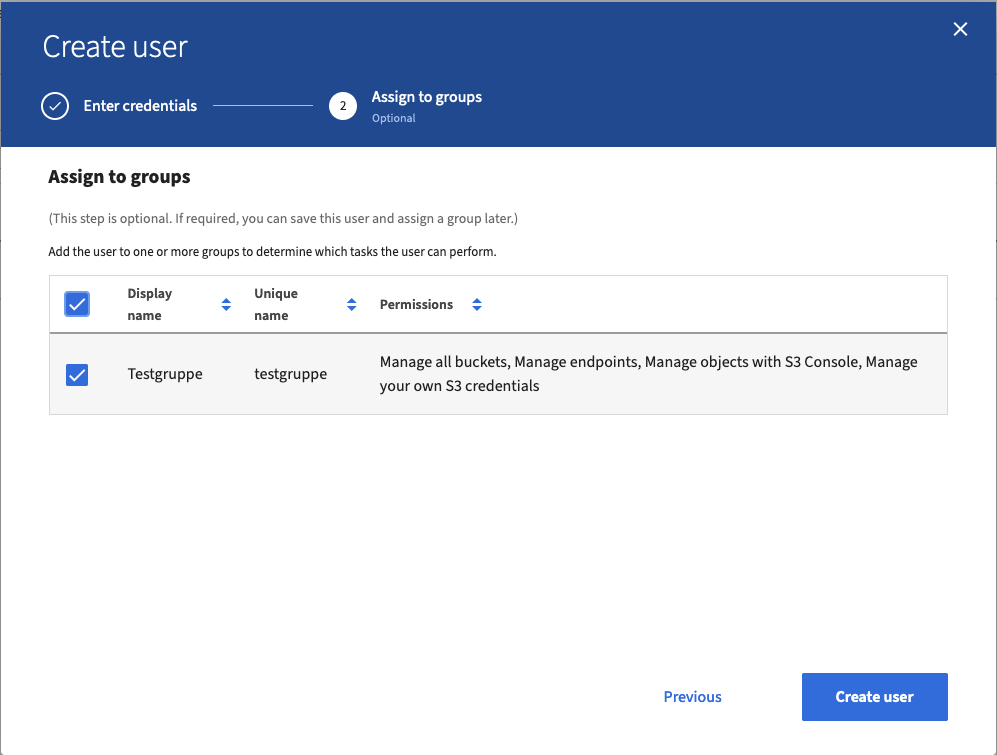 Create user
Enter credentials
2
Assign to groups
Optional
Assign to groups
(This step is optional. If required, you can save this user and assign a group later.)
Add the user to one or more groups to determine which tasks the user can perform.
Display name
Unique name
Permissions
Testgruppe
testgruppe
Manage all buckets, Manage endpoints, Manage objects with S3 Console, Manage
your own S3 credentials
Previous
Create user